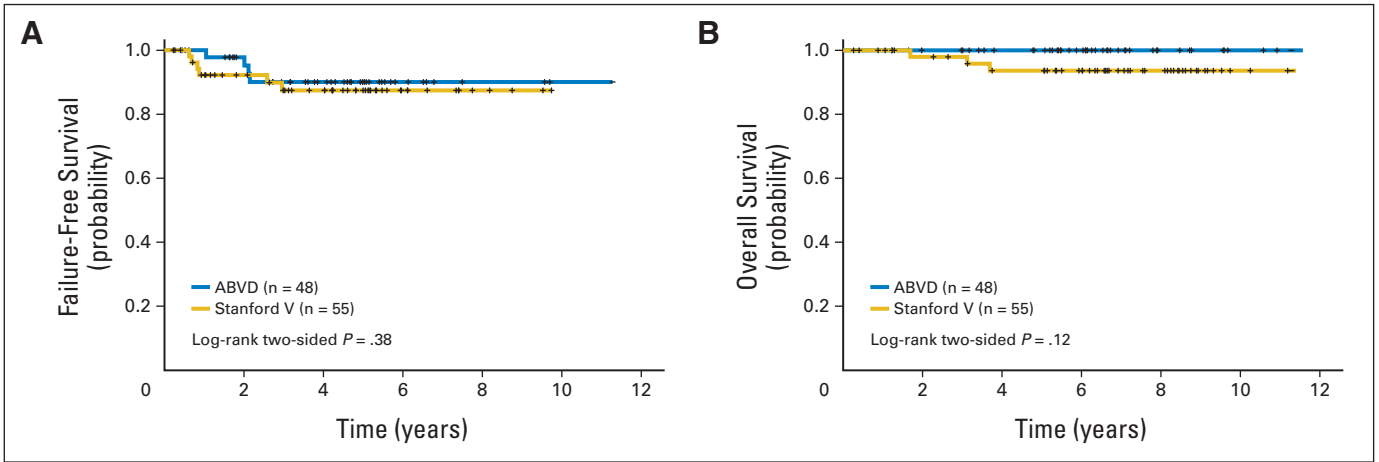 A
Failure-Free Survival
(probability)
1.0
0.8
0.6
0.4
0.2
0
2
4
6
8
10
12
Time (years)
ABVD (n = 48)
Stanford V (n = 55)
Log-rank two-sided P = .38
B
Overall Survival
(probability)
1.0
0.8
0.6
0.4
0.2
0
2
4
6
8
10
12
Time (years)
ABVD (n = 48)
Stanford V (n = 55)
Log-rank two-sided P = .12